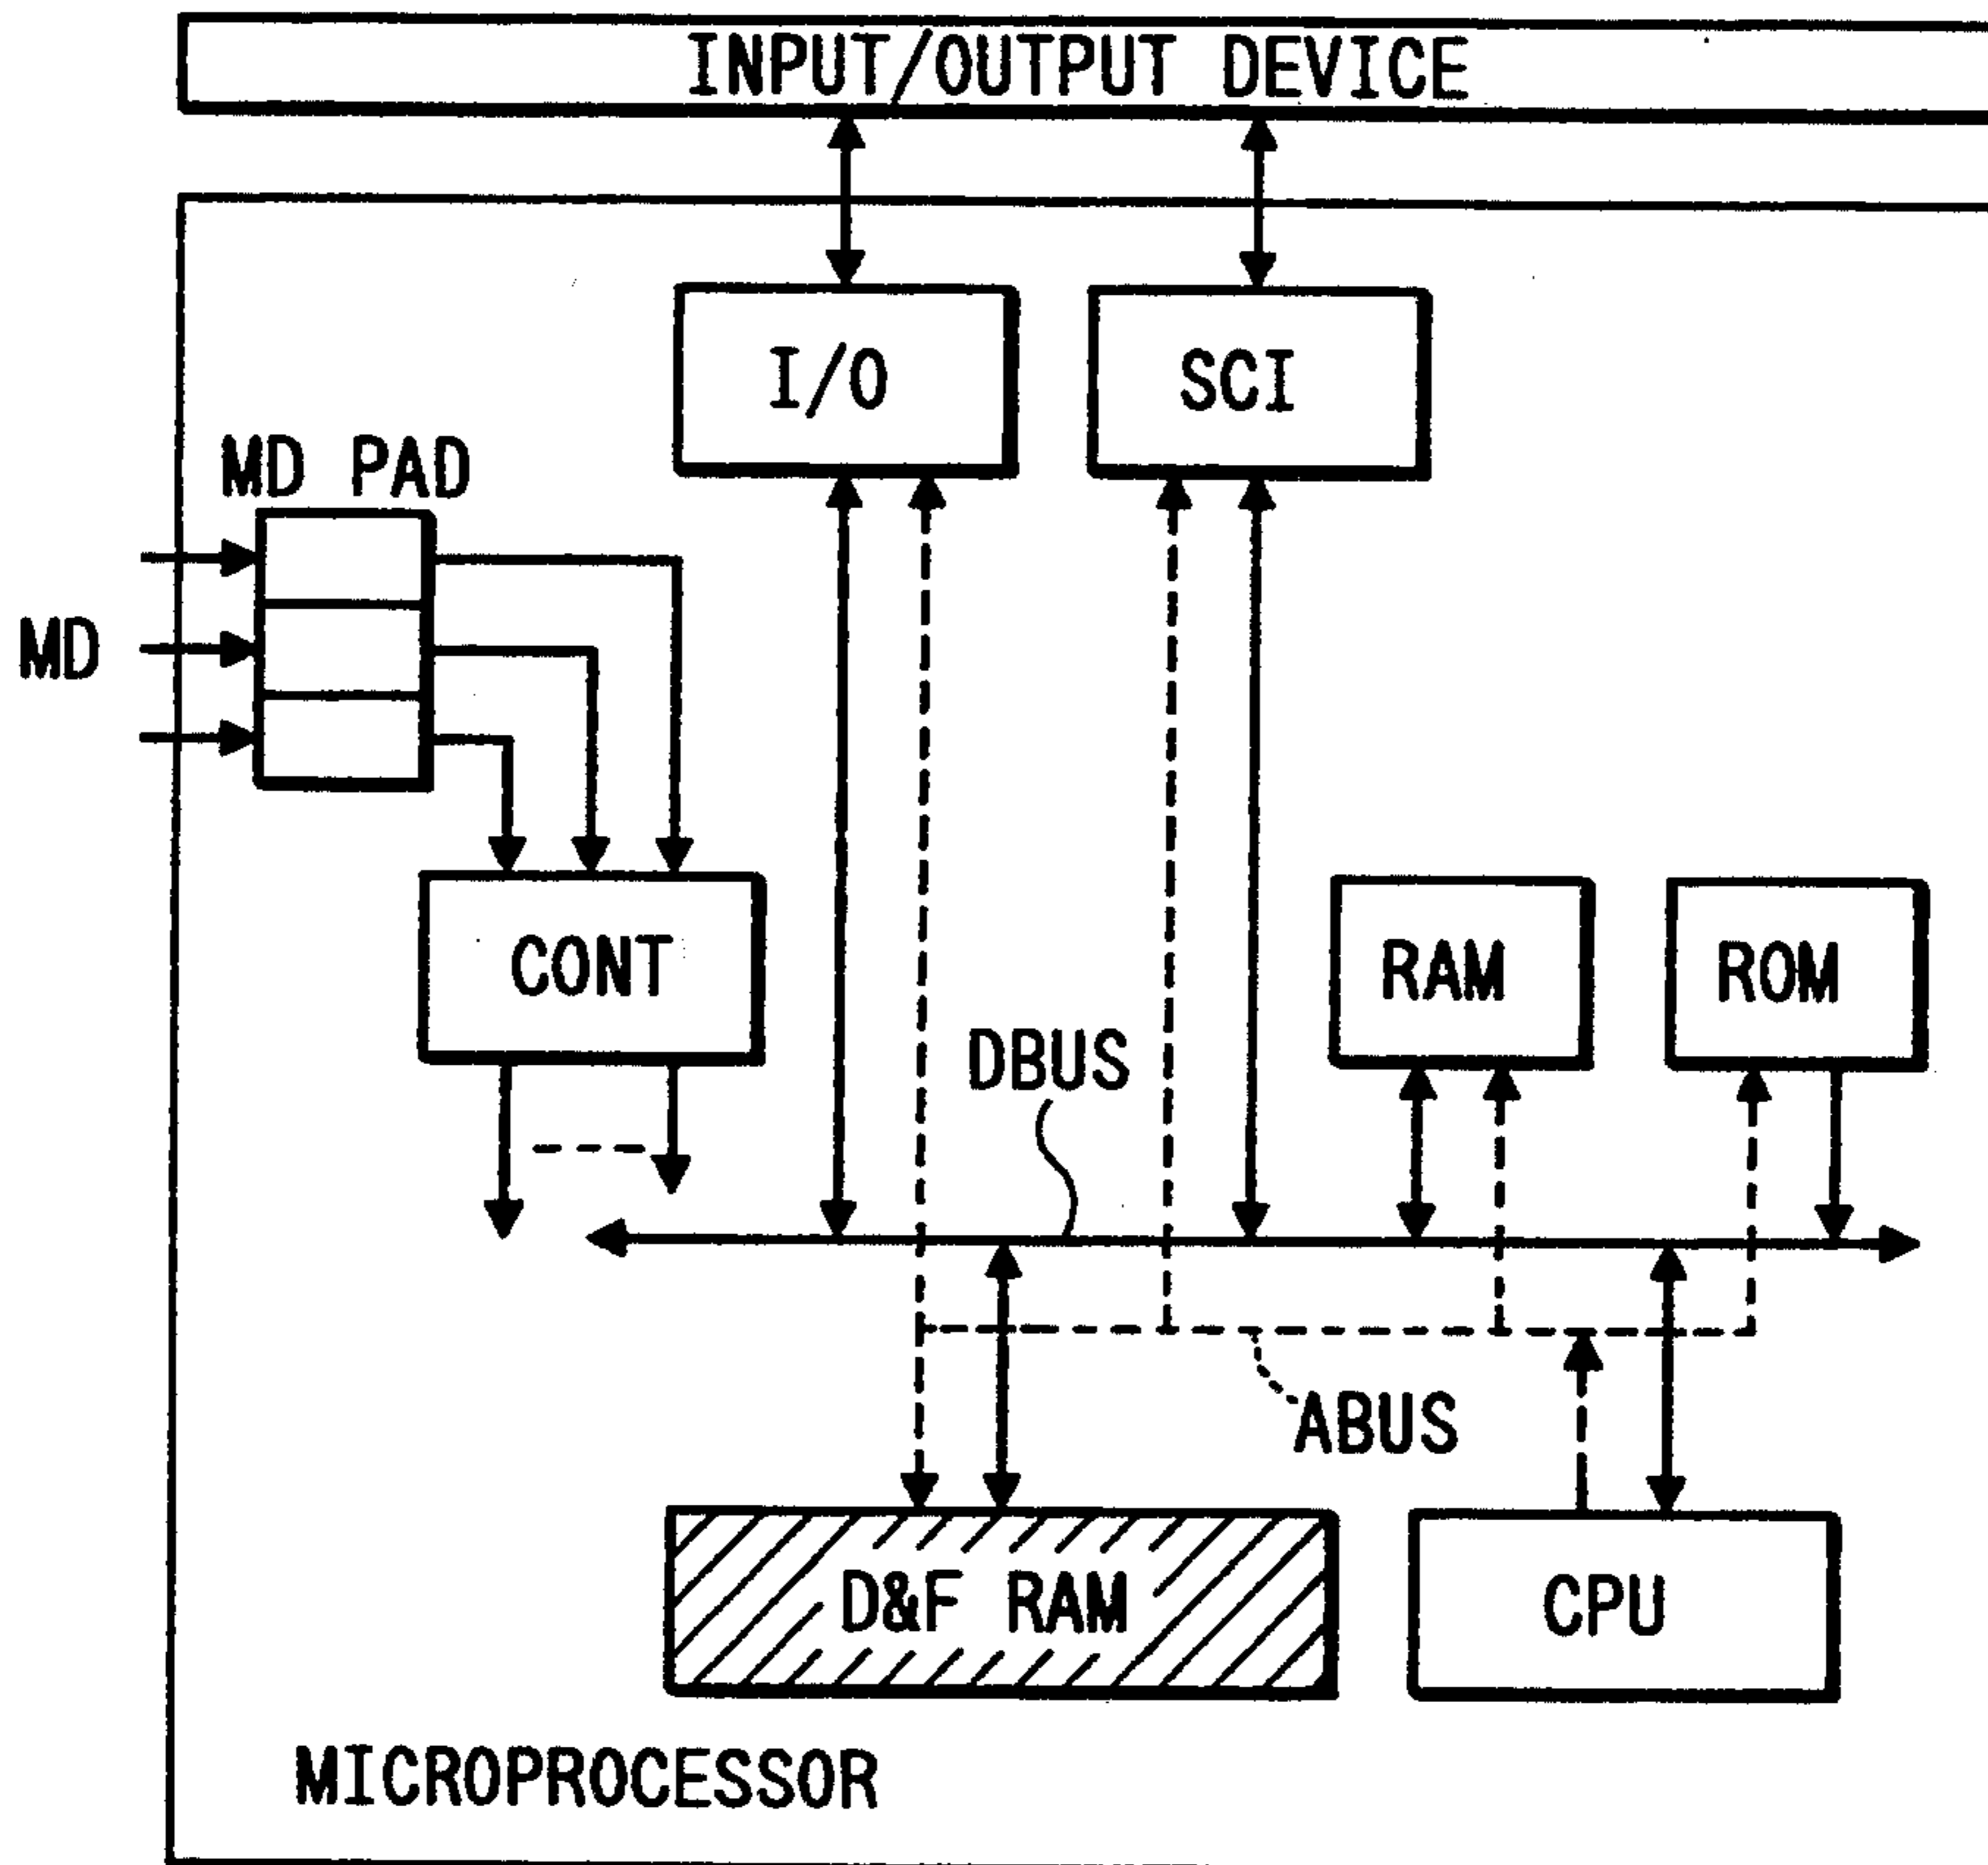 INPUT/OUTPUT DEVICE
I/O
SCI
MD PAD
MD
CONT
RAM
ROM
DBUS
ABUS
D&F RAM
CPU
MICROPROCESSOR